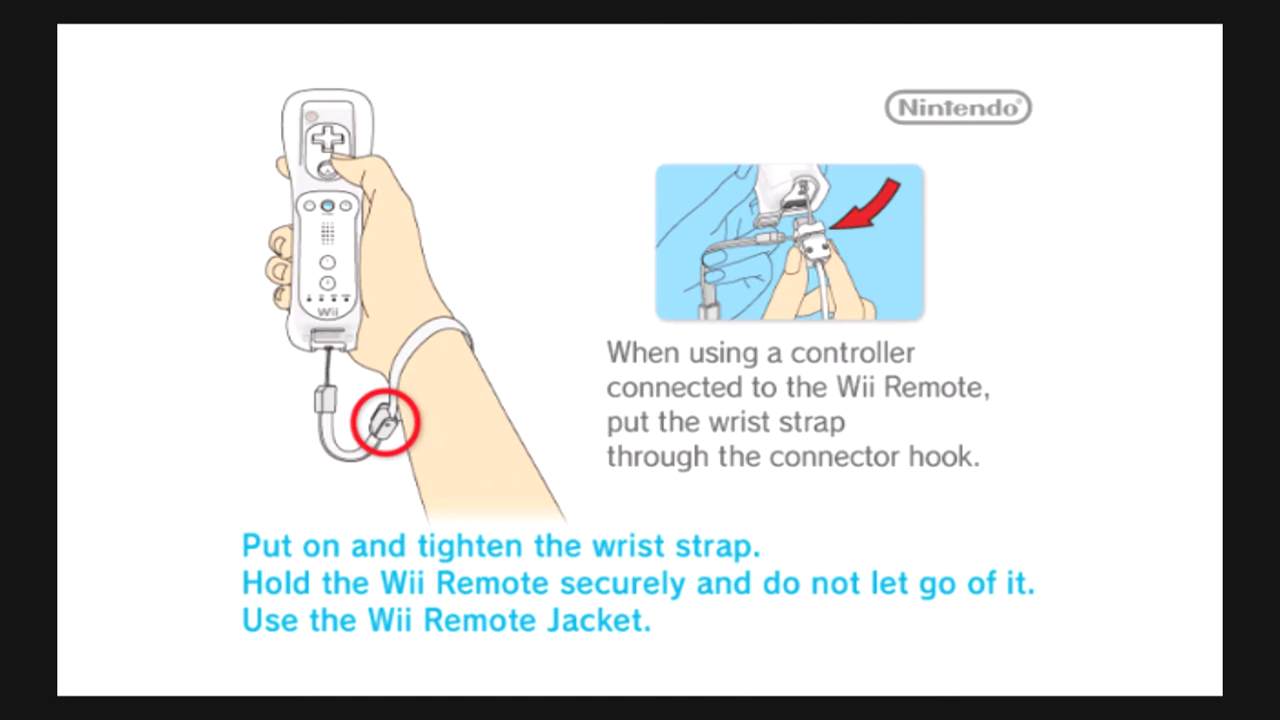 Nintendo®
Wii
When using a controller
connected to the Wii Remote,
put the wrist strap
through the connector hook.
Put on and tighten the wrist strap.
Hold the Wii Remote securely and do not let go of it.
Use the Wii Remote Jacket.